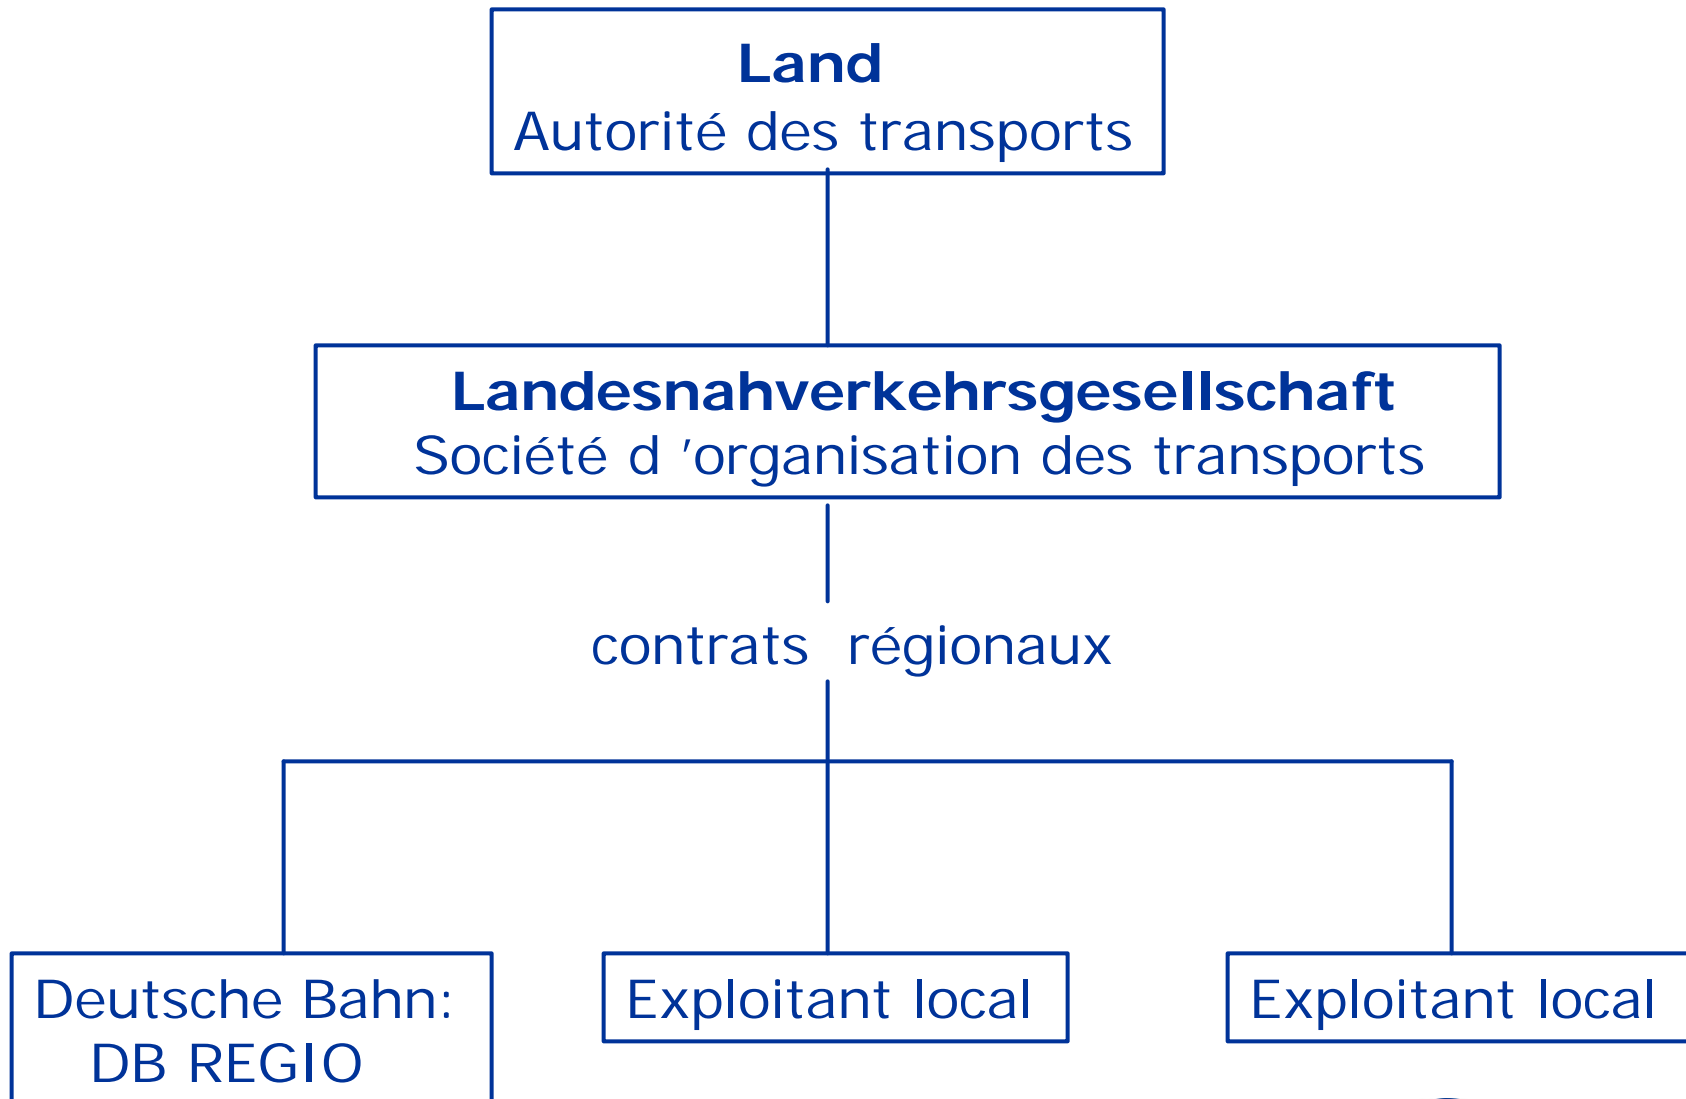 Land
Autorité des transports
Landesnahverkehrsgesellschaft
Société d ’organisation des transports
contrats régionaux
Deutsche Bahn:
DB REGIO
Exploitant local
Exploitant local